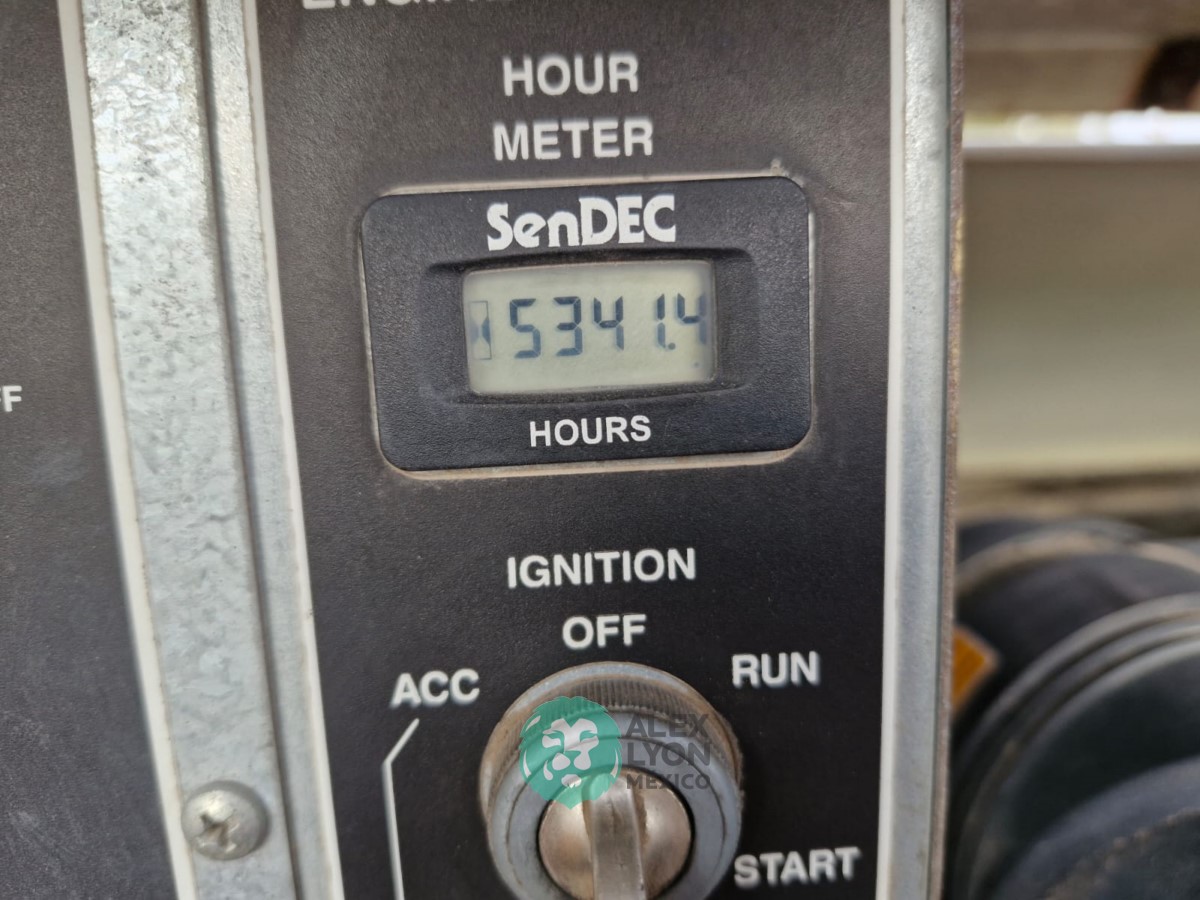 HOUR
METER
SenDEC
5341.4
HOURS
IGNITION
OFF
ACC
RUN
ALEX
LYON
MEXICO
START